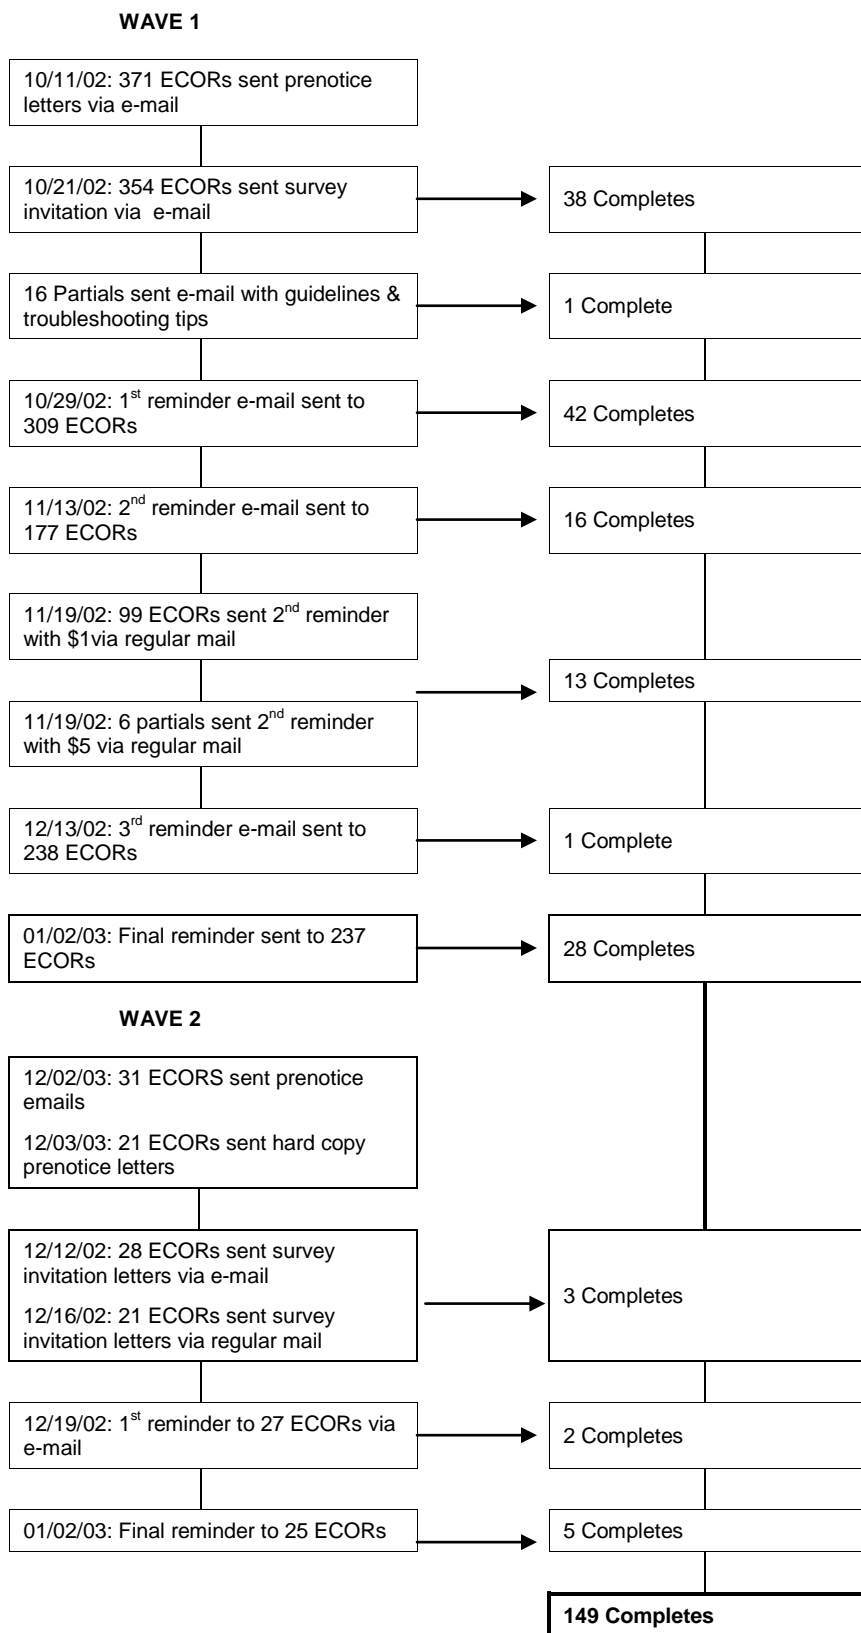 WAVE 1
10/11/02: 371 ECORs sent prenotice
letters via e-mail
10/21/02: 354 ECORs sent survey
invitation via  e-mail
38 Completes
16 Partials sent e-mail with guidelines &
troubleshooting tips
1 Complete
10/29/02: 1st reminder e-mail sent to
309 ECORs
42 Completes
11/13/02: 2nd reminder e-mail sent to
177 ECORs
16 Completes
11/19/02: 99 ECORs sent 2nd reminder
with $1via regular mail
13 Completes
11/19/02: 6 partials sent 2nd reminder
with $5 via regular mail
12/13/02: 3rd reminder e-mail sent to
238 ECORs
1 Complete
01/02/03: Final reminder sent to 237
ECORs
28 Completes
WAVE 2
12/02/03: 31 ECORS sent prenotice
emails
12/03/03: 21 ECORs sent hard copy
prenotice letters
12/12/02: 28 ECORs sent survey
invitation letters via e-mail
12/16/02: 21 ECORs sent survey
invitation letters via regular mail
3 Completes
12/19/02: 1st reminder to 27 ECORs via
e-mail
2 Completes
01/02/03: Final reminder to 25 ECORs
5 Completes
149 Completes